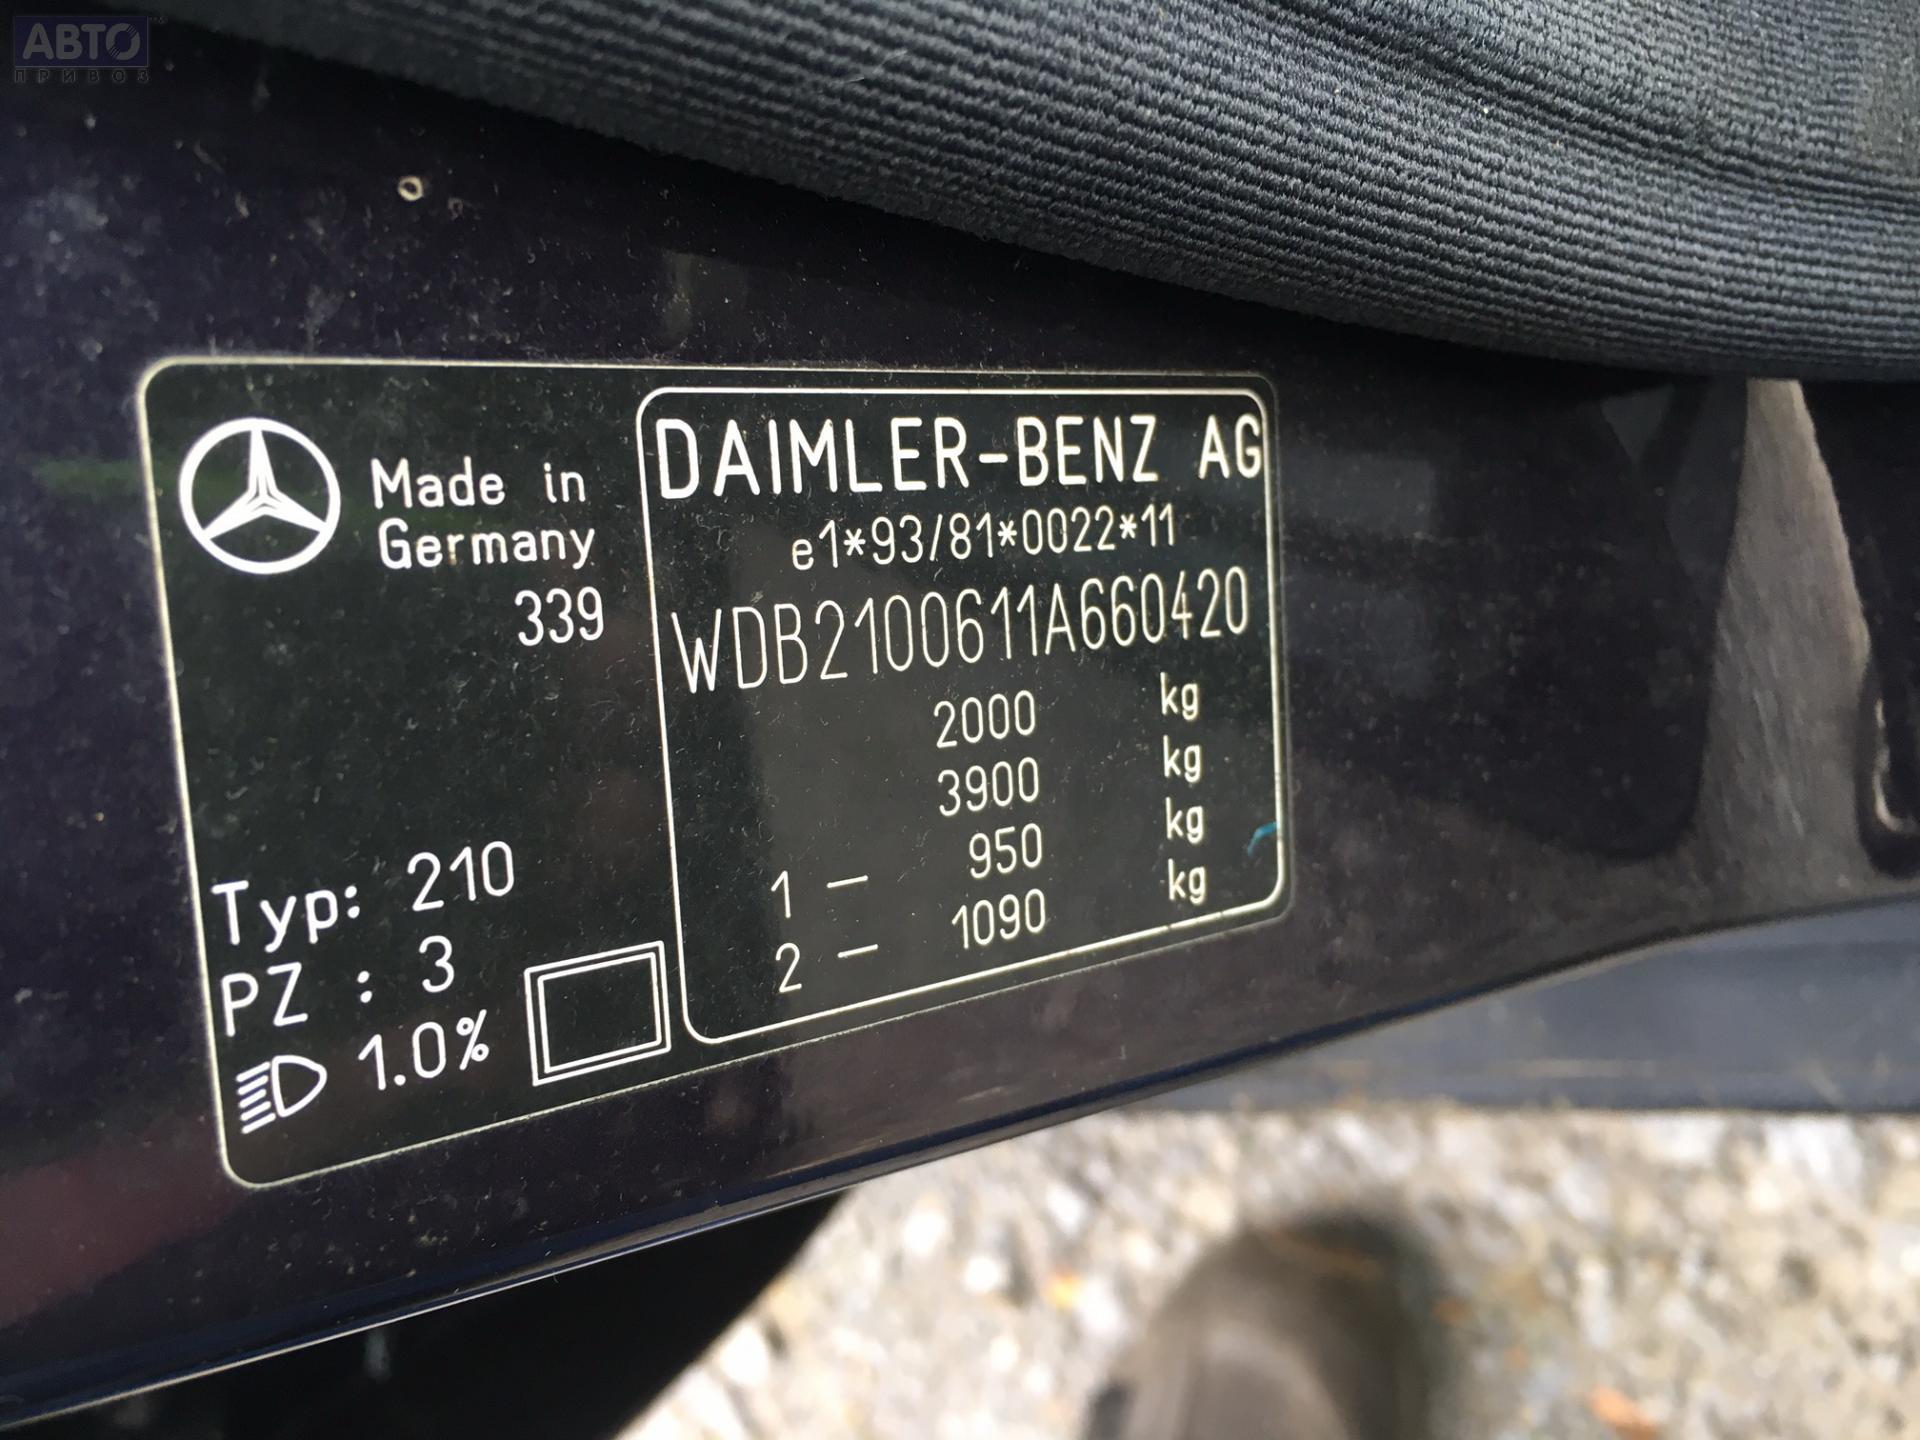 АВТО
ПРИВОЗ
Made in
Germany
339
DAIMLER-BENZ AG
e1*93/81*0022*11
WDB2100611A660420
2000 kg
3900 kg
1 – 950 kg
2 – 1090 kg
Typ: 210
PZ : 3
1.0%